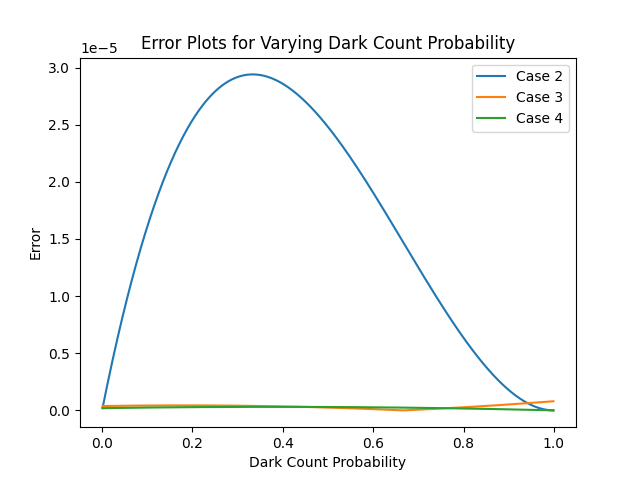 Error Plots for Varying Dark Count Probability
1e−5
3.0
2.5
2.0
1.5
1.0
0.5
0.0
Error
Case 2
Case 3
Case 4
0.0 0.2 0.4 0.6 0.8 1.0
Dark Count Probability